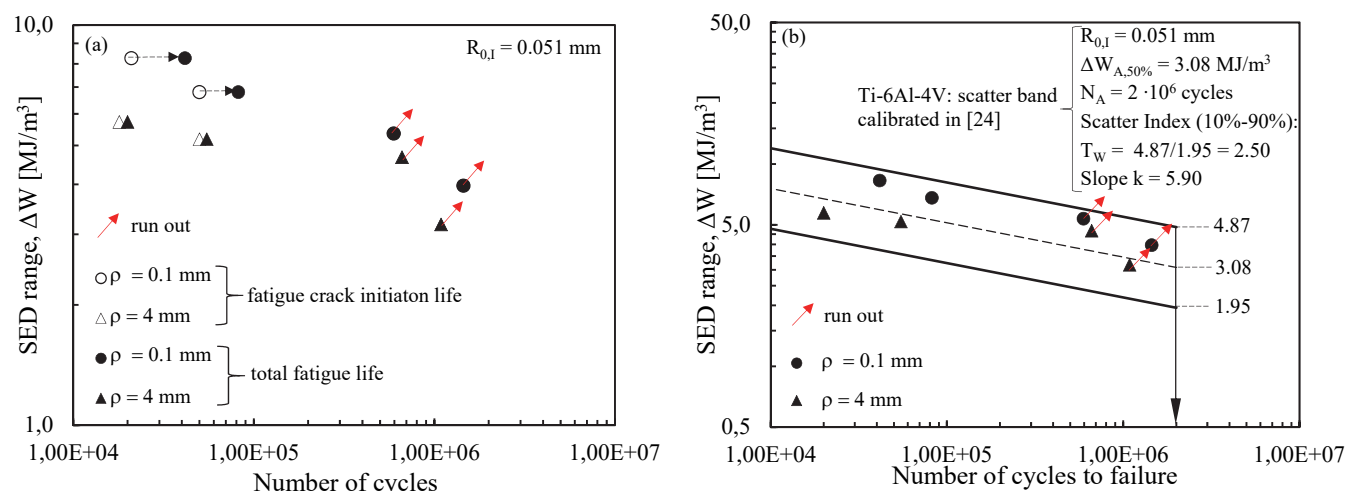 10,0
(a)
R0,I = 0.051 mm
SED range, ΔW [MJ/m³]
run out
ρ = 0.1 mm
fatigue crack initiaton life
ρ = 4 mm
ρ = 0.1 mm
total fatigue life
ρ = 4 mm
1,0
1,00E+04
1,00E+05
1,00E+06
1,00E+07
Number of cycles
50,0
(b)
R0,I = 0.051 mm
ΔWA,50% = 3.08 MJ/m³
NA = 2 ·10⁶ cycles
Scatter Index (10%-90%):
TW = 4.87/1.95 = 2.50
Slope k = 5.90
Ti-6Al-4V: scatter band
calibrated in [24]
SED range, ΔW [MJ/m³]
5,0
4.87
3.08
1.95
run out
ρ = 0.1 mm
ρ = 4 mm
0,5
1,00E+04
1,00E+05
1,00E+06
1,00E+07
Number of cycles to failure